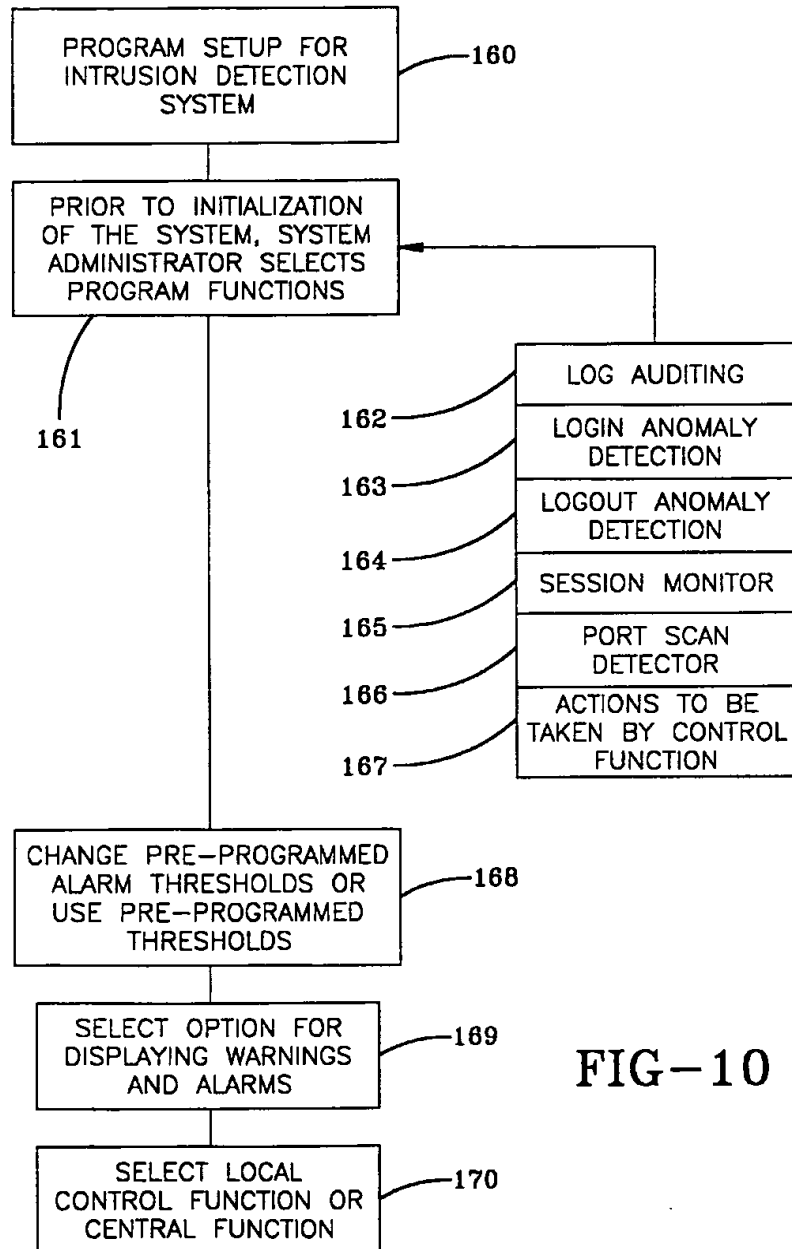 PROGRAM SETUP FOR
INTRUSION DETECTION
SYSTEM
160
PRIOR TO INITIALIZATION
OF THE SYSTEM, SYSTEM
ADMINISTRATOR SELECTS
PROGRAM FUNCTIONS
161
LOG AUDITING
162
LOGIN ANOMALY
DETECTION
163
LOGOUT ANOMALY
DETECTION
164
SESSION MONITOR
165
PORT SCAN
DETECTOR
166
ACTIONS TO BE
TAKEN BY CONTROL
FUNCTION
167
CHANGE PRE-PROGRAMMED
ALARM THRESHOLDS OR
USE PRE-PROGRAMMED
THRESHOLDS
168
SELECT OPTION FOR
DISPLAYING WARNINGS
AND ALARMS
169
FIG-10
SELECT LOCAL
CONTROL FUNCTION OR
CENTRAL FUNCTION
170